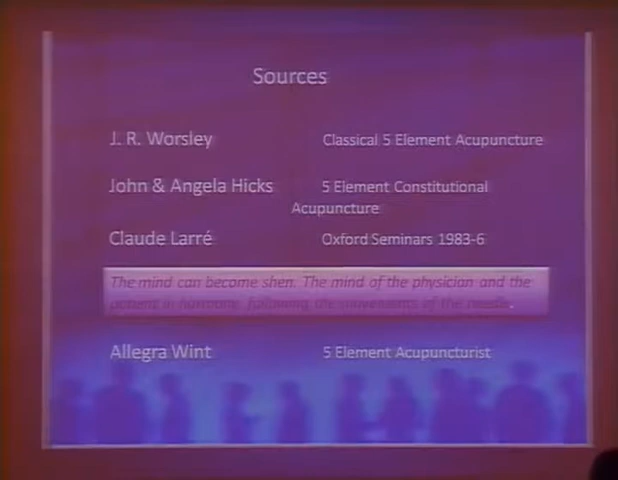 Sources
J. R. Worsley Classical 5 Element Acupuncture
John & Angela Hicks 5 Element Constitutional
Acupuncture
Claude Larré Oxford Seminars 1983-6
The mind can become shen. The mind of the physician and the
patient in harmony, following the movements of the needle.
Allegra Wint 5 Element Acupuncturist